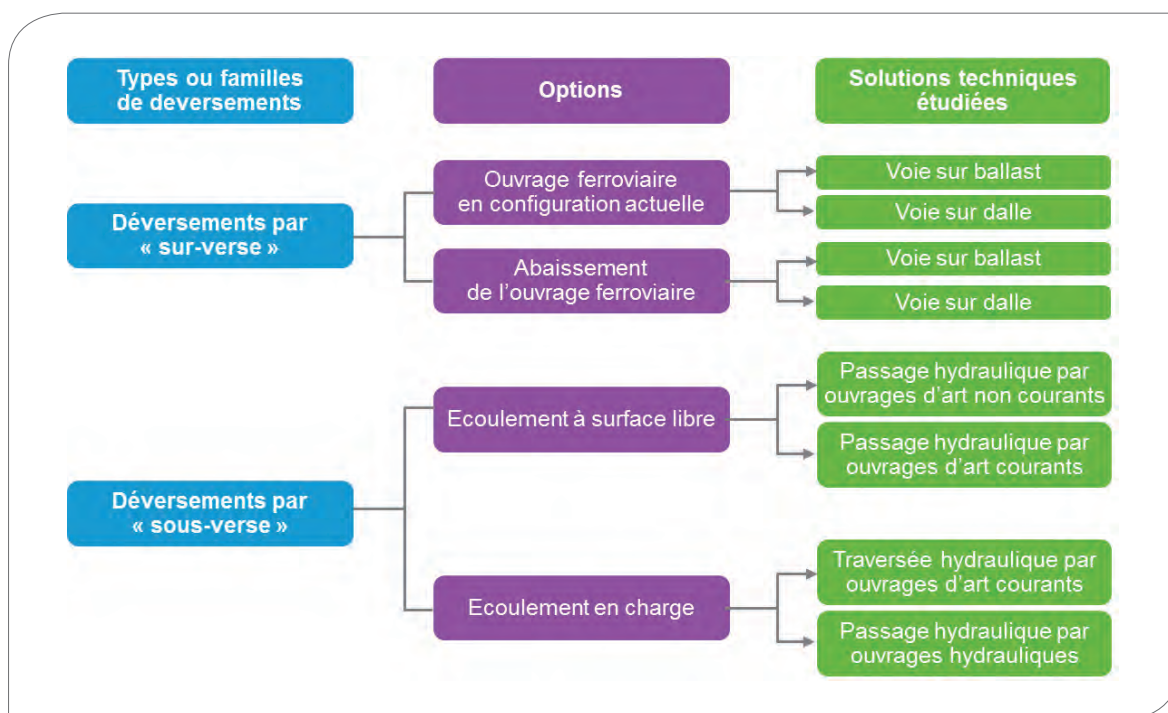 Types ou familles
de deversements
Options
Solutions techniques
étudiées
Déversements par
« sur-verse »
Ouvrage ferroviaire
en configuration actuelle
Voie sur ballast
Voie sur dalle
Abaissement
de l'ouvrage ferroviaire
Voie sur ballast
Voie sur dalle
Déversements par
« sous-verse »
Ecoulement à surface libre
Passage hydraulique par
ouvrages d'art non courants
Passage hydraulique par
ouvrages d'art courants
Ecoulement en charge
Traversée hydraulique par
ouvrages d'art courants
Passage hydraulique par
ouvrages hydrauliques